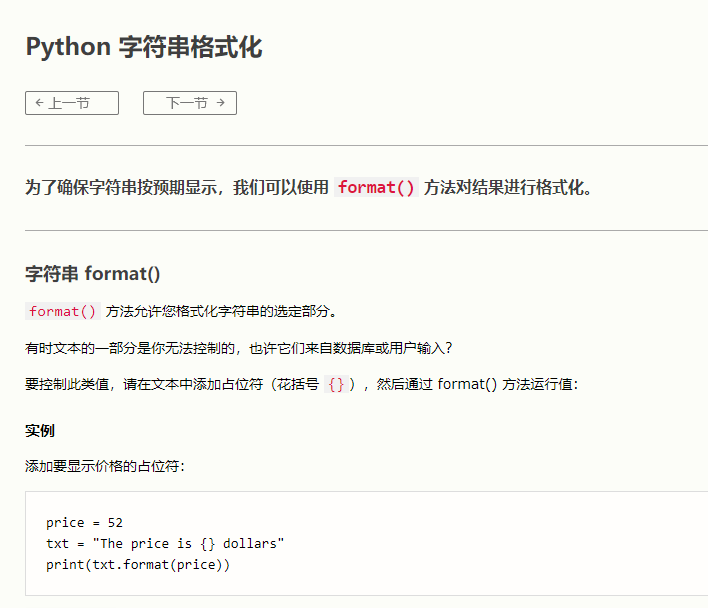 Python 字符串格式化
← 上一节
下一节 →
为了确保字符串按预期显示，我们可以使用 format() 方法对结果进行格式化。
字符串 format()
format() 方法允许您格式化字符串的选定部分。
有时文本的一部分是你无法控制的，也许它们来自数据库或用户输入？
要控制此类值，请在文本中添加占位符（花括号 {}），然后通过 format() 方法运行值：
实例
添加要显示价格的占位符：
price = 52
txt = "The price is {} dollars"
print(txt.format(price))